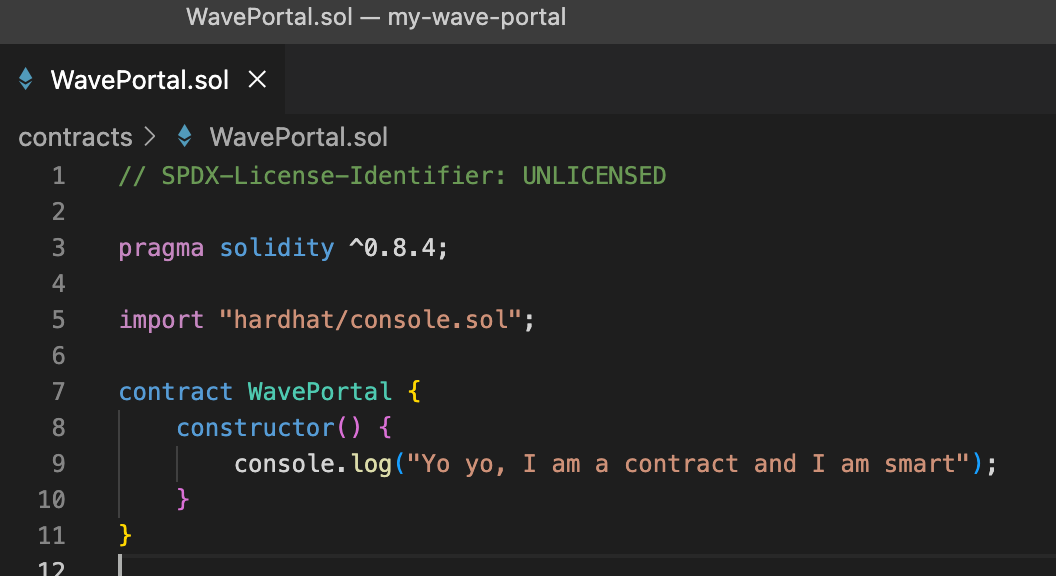 WavePortal.sol — my-wave-portal
WavePortal.sol
contracts > WavePortal.sol
1 // SPDX-License-Identifier: UNLICENSED
2
3 pragma solidity ^0.8.4;
4
5 import "hardhat/console.sol";
6
7 contract WavePortal {
8     constructor() {
9         console.log("Yo yo, I am a contract and I am smart");
10     }
11 }
12